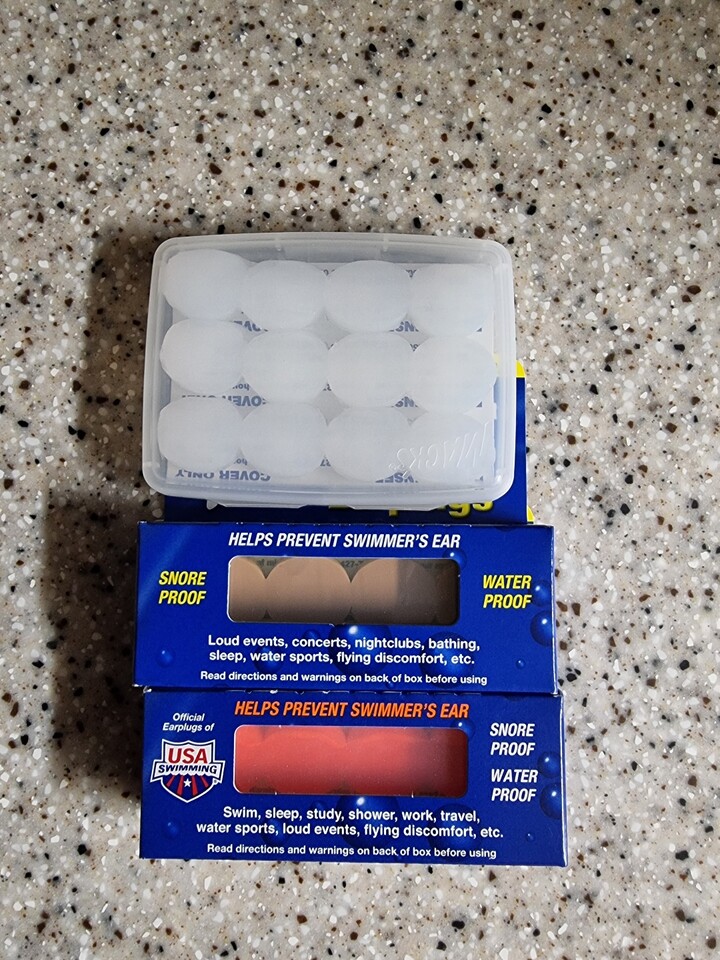 COVER ONLY
Mack's
HELPS PREVENT SWIMMER'S EAR
SNORE
PROOF
WATER
PROOF
Loud events, concerts, nightclubs, bathing,
sleep, water sports, flying discomfort, etc.
Read directions and warnings on back of box before using
HELPS PREVENT SWIMMER'S EAR
Official
Earplugs of
USA
SWIMMING
SNORE
PROOF
WATER
PROOF
Swim, sleep, study, shower, work, travel,
water sports, loud events, flying discomfort, etc.
Read directions and warnings on back of box before using